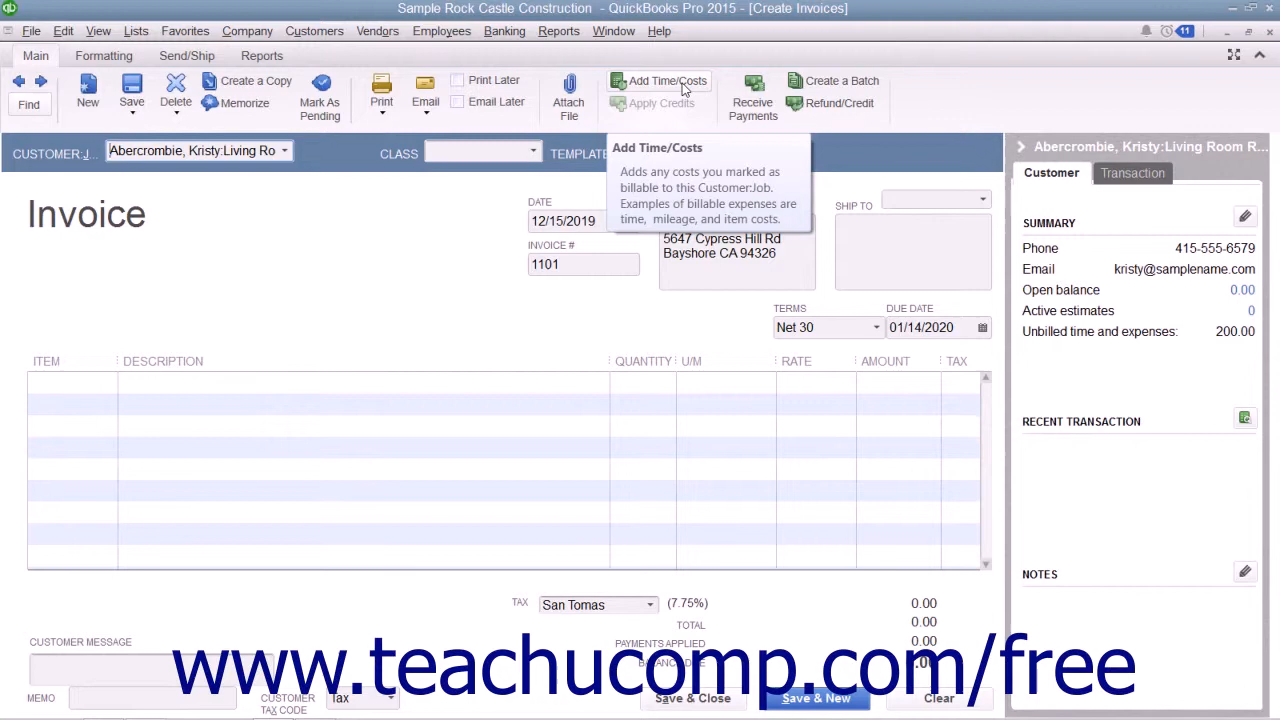 Sample Rock Castle Construction - QuickBooks Pro 2015 - [Create Invoices]
File Edit View Lists Favorites Company Customers Vendors Employees Banking Reports Window Help 11
Main Formatting Send/Ship Reports
Find New Save Delete Create a Copy Memorize Mark As Pending Print Email Print Later Email Later Attach File Add Time/Costs Apply Credits Receive Payments Create a Batch Refund/Credit
CUSTOMER:J... Abercrombie, Kristy:Living Ro CLASS TEMPLATE
Add Time/Costs
Adds any costs you marked as
billable to this Customer:Job.
Examples of billable expenses are
time, mileage, and item costs.
Invoice
DATE
12/15/2019
INVOICE #
1101
5647 Cypress Hill Rd
Bayshore CA 94326
SHIP TO
TERMS DUE DATE
Net 30 01/14/2020
ITEM DESCRIPTION QUANTITY U/M RATE AMOUNT TAX
TAX San Tomas (7.75%) 0.00
TOTAL 0.00
PAYMENTS APPLIED 0.00
CUSTOMER MESSAGE
MEMO
CUSTOMER
TAX CODE
Tax
Save & Close Save & New Clear
Abercrombie, Kristy:Living Room R...
Customer Transaction
SUMMARY
Phone 415-555-6579
Email kristy@samplename.com
Open balance 0.00
Active estimates 0
Unbilled time and expenses: 200.00
RECENT TRANSACTION
NOTES
www.teachucomp.com/free